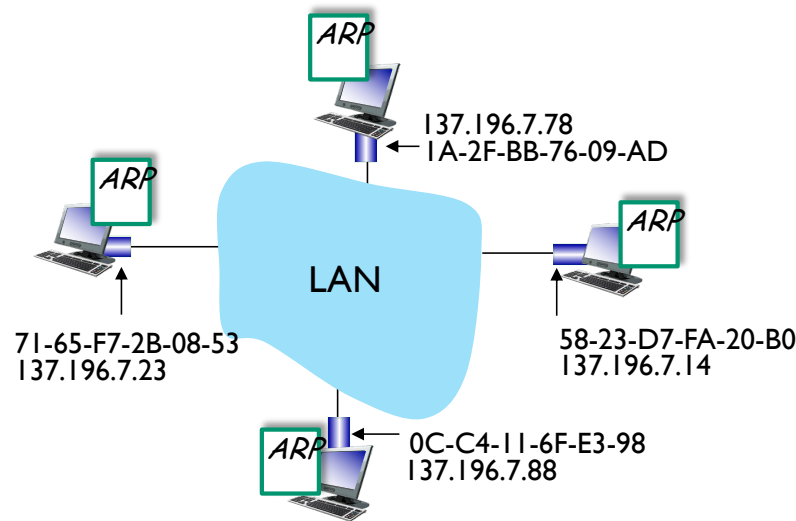 ARP
137.196.7.78
1A-2F-BB-76-09-AD
ARP
ARP
LAN
71-65-F7-2B-08-53
137.196.7.23
58-23-D7-FA-20-B0
137.196.7.14
ARP
0C-C4-11-6F-E3-98
137.196.7.88